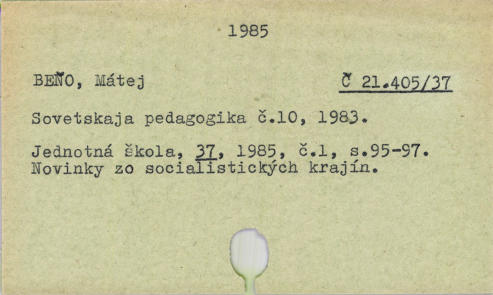 1985
BEŇO, Mátej Č 21.405/37
Sovetskaja pedagogika č.10, 1983.
Jednotná škola, 37, 1985, č.1, s.95-97.
Novinky zo socialistických krajín.